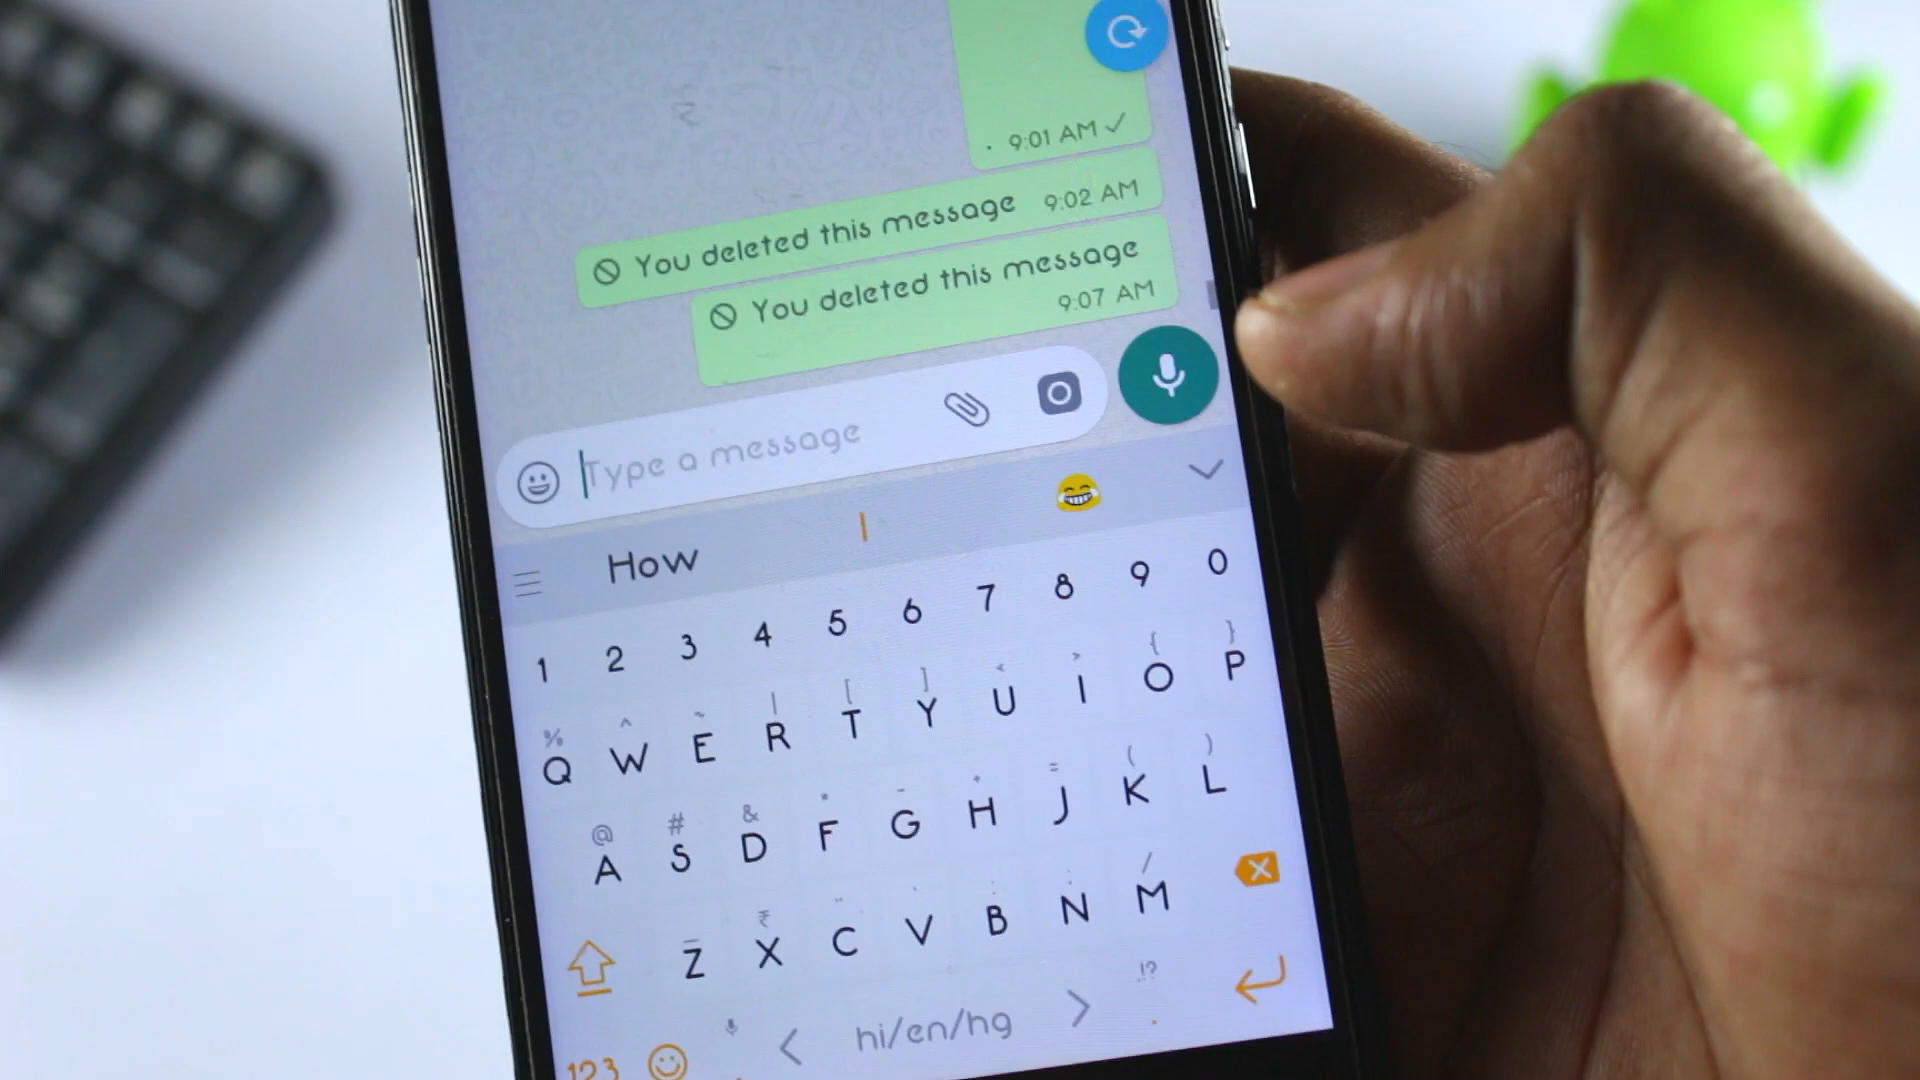 9:01 AM
You deleted this message 9:02 AM
You deleted this message
9:07 AM
Type a message
How I
1 2 3 4 5 6 7 8 9 0
% ^ ~ | [ ] < > { }
Q W E R T Y U I O P
@ # & * - + = ( )
A S D F G H J K L
₹ /
Z X C V B N M
!?
123 < hi/en/hg >